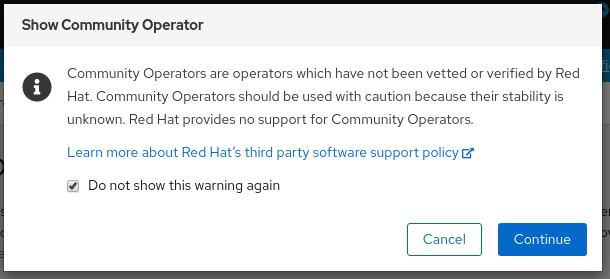 Show Community Operator
Community Operators are operators which have not been vetted or verified by Red
Hat. Community Operators should be used with caution because their stability is
unknown. Red Hat provides no support for Community Operators.
Learn more about Red Hat's third party software support policy
Do not show this warning again
Cancel
Continue